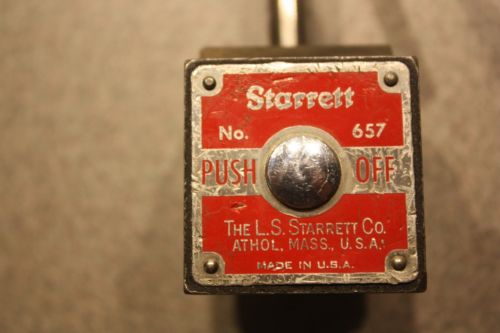 Starrett
No. 657
PUSH OFF
THE L.S. STARRETT CO.
ATHOL, MASS., U.S.A.
MADE IN U.S.A.